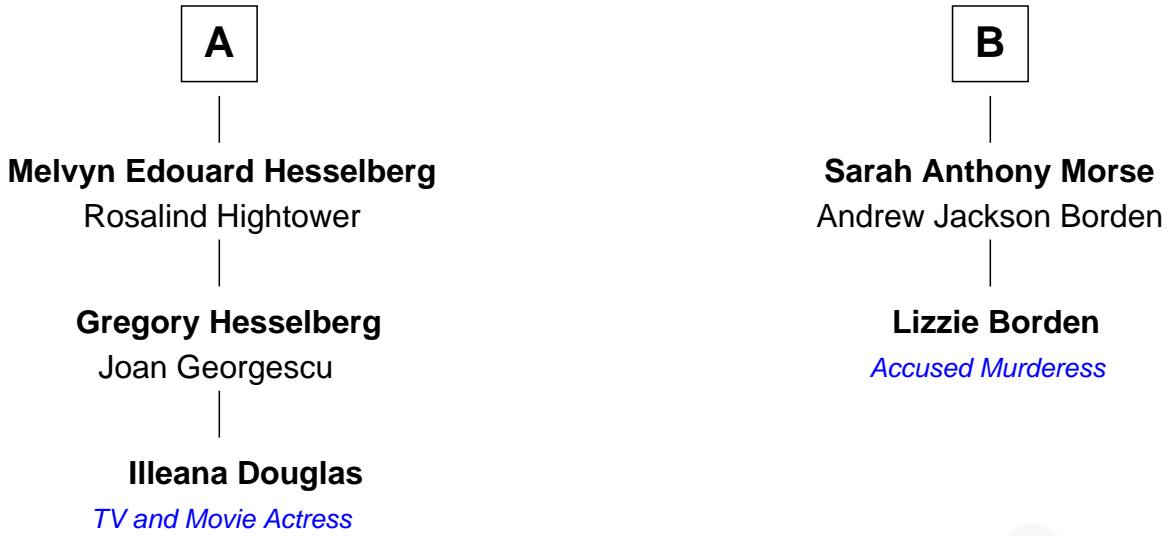 A
Melvyn Edouard Hesselberg
Rosalind Hightower
Gregory Hesselberg
Joan Georgescu
Illeana Douglas
TV and Movie Actress
B
Sarah Anthony Morse
Andrew Jackson Borden
Lizzie Borden
Accused Murderess